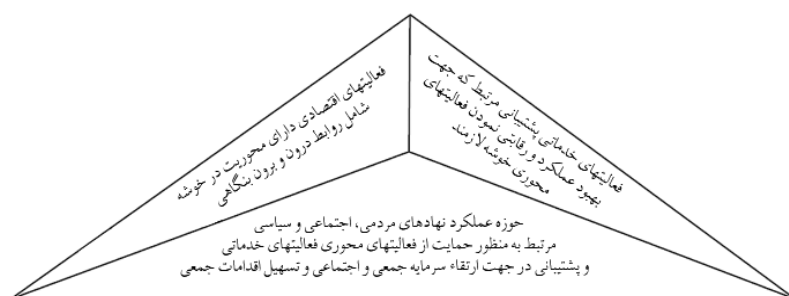 فعالیتهای خدماتی پشتیبانی مرتبط که جهت
بهبود عملکرد و رقابتی نمودن فعالیتهای
محوری خوشه لازمند
فعالیتهای اقتصادی دارای محوریت در خوشه
شامل روابط درون و برون بنگاهی
حوزه عملکرد نهادهای مردمی، اجتماعی و سیاسی
مرتبط به منظور حمایت از فعالیتهای محوری فعالیتهای خدماتی
و پشتیبانی در جهت ارتقاء سرمایه جمعی و اجتماعی و تسهیل اقدامات جمعی